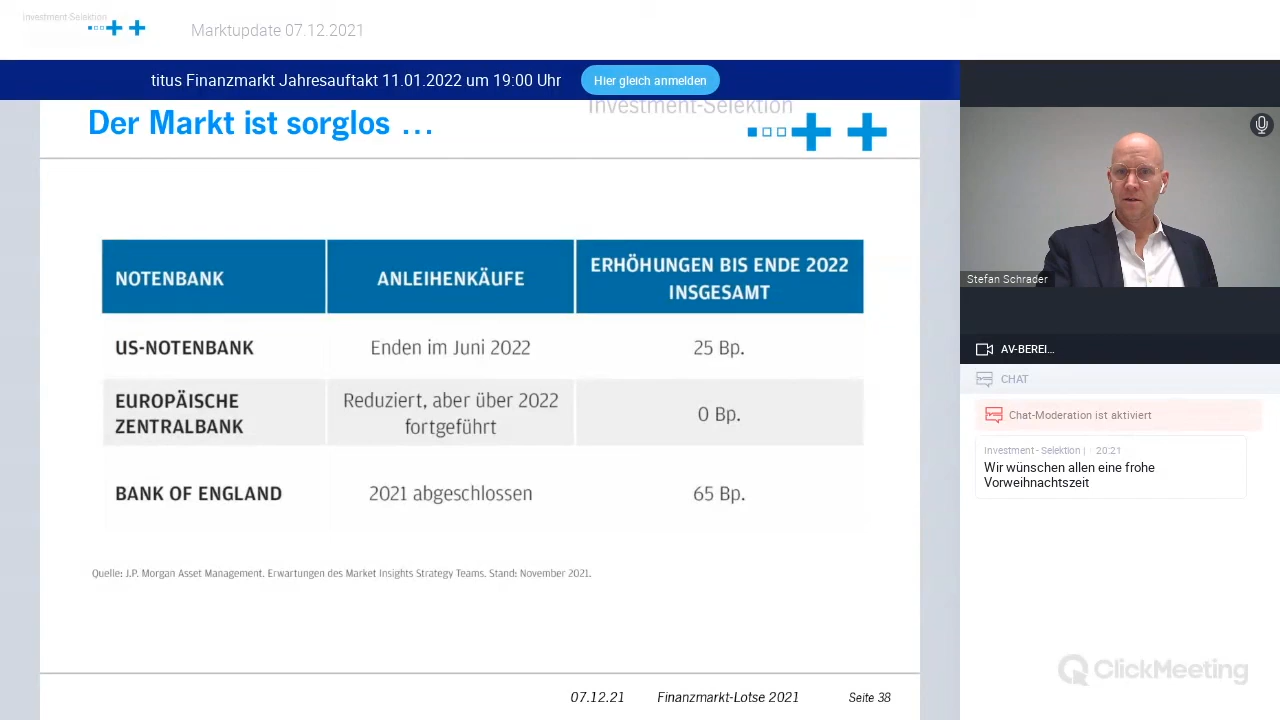 Investment-Selektion
Marktupdate 07.12.2021
titus Finanzmarkt Jahresauftakt 11.01.2022 um 19:00 Uhr
Hier gleich anmelden
Investment-Selektion
Der Markt ist sorglos …
NOTENBANK
ANLEIHENKÄUFE
ERHÖHUNGEN BIS ENDE 2022
INSGESAMT
US-NOTENBANK
Enden im Juni 2022
25 Bp.
EUROPÄISCHE
ZENTRALBANK
Reduziert, aber über 2022
fortgeführt
0 Bp.
BANK OF ENGLAND
2021 abgeschlossen
65 Bp.
Quelle: J.P. Morgan Asset Management. Erwartungen des Market Insights Strategy Teams. Stand: November 2021.
07.12.21
Finanzmarkt-Lotse 2021
Seite 38
Stefan Schrader
AV-BEREI...
CHAT
Chat-Moderation ist aktiviert
Investment - Selektion | 20:21
Wir wünschen allen eine frohe
Vorweihnachtszeit
ClickMeeting